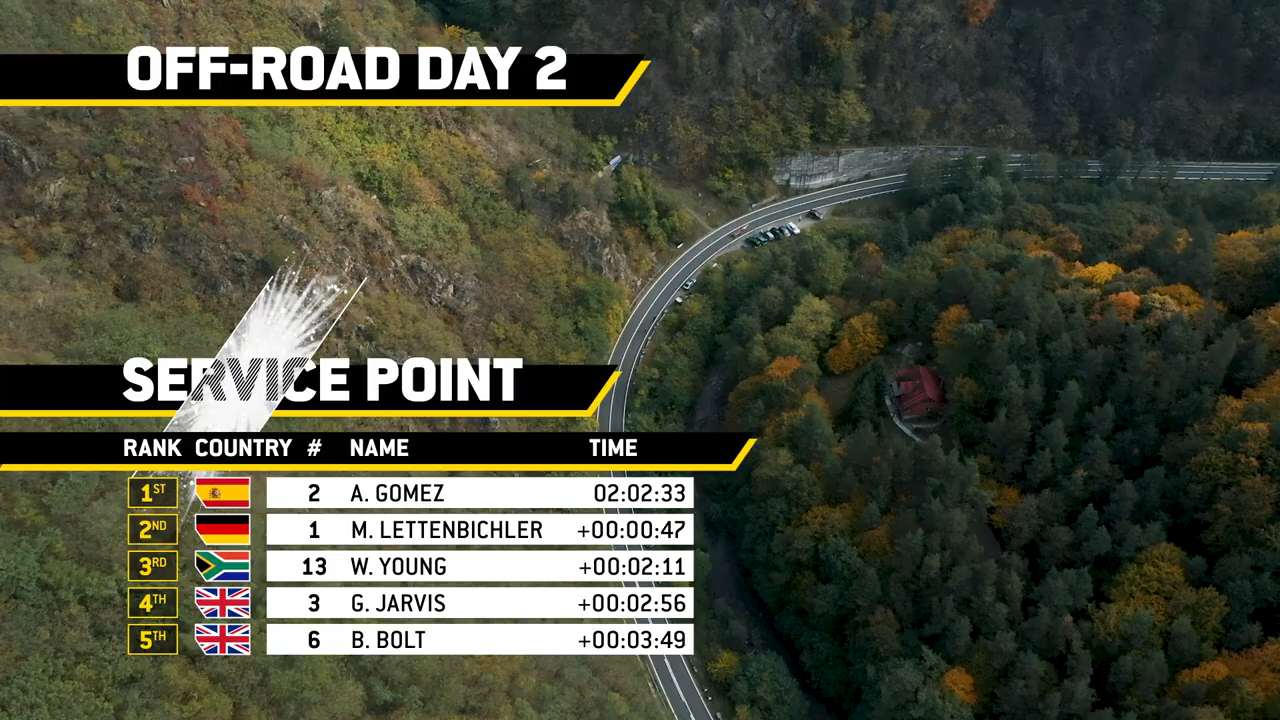 OFF-ROAD DAY 2
SERVICE POINT
RANK COUNTRY # NAME TIME
1ST 2 A. GOMEZ 02:02:33
2ND 1 M. LETTENBICHLER +00:00:47
3RD 13 W. YOUNG +00:02:11
4TH 3 G. JARVIS +00:02:56
5TH 6 B. BOLT +00:03:49